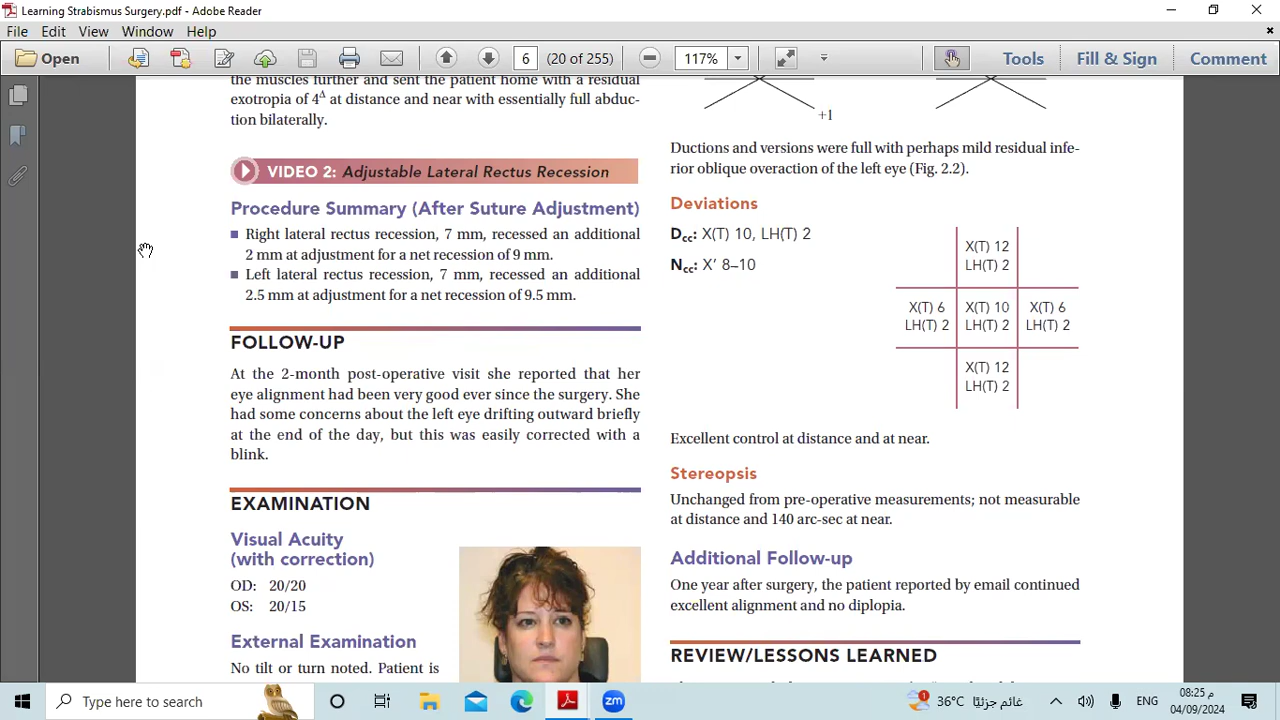 Learning Strabismus Surgery.pdf - Adobe Reader
File Edit View Window Help
Open 6 (20 of 255) 117% Tools Fill & Sign Comment
the muscles further and sent the patient home with a residual
exotropia of 4Δ at distance and near with essentially full abduc-
tion bilaterally.
VIDEO 2: Adjustable Lateral Rectus Recession
Procedure Summary (After Suture Adjustment)
Right lateral rectus recession, 7 mm, recessed an additional
2 mm at adjustment for a net recession of 9 mm.
Left lateral rectus recession, 7 mm, recessed an additional
2.5 mm at adjustment for a net recession of 9.5 mm.
FOLLOW-UP
At the 2-month post-operative visit she reported that her
eye alignment had been very good ever since the surgery. She
had some concerns about the left eye drifting outward briefly
at the end of the day, but this was easily corrected with a
blink.
EXAMINATION
Visual Acuity
(with correction)
OD: 20/20
OS: 20/15
External Examination
No tilt or turn noted. Patient is
+1
Ductions and versions were full with perhaps mild residual infe-
rior oblique overaction of the left eye (Fig. 2.2).
Deviations
Dcc: X(T) 10, LH(T) 2
Ncc: X’ 8–10
X(T) 12
LH(T) 2
X(T) 6 X(T) 10 X(T) 6
LH(T) 2 LH(T) 2 LH(T) 2
X(T) 12
LH(T) 2
Excellent control at distance and at near.
Stereopsis
Unchanged from pre-operative measurements; not measurable
at distance and 140 arc-sec at near.
Additional Follow-up
One year after surgery, the patient reported by email continued
excellent alignment and no diplopia.
REVIEW/LESSONS LEARNED
Type here to search
zm
1
36°C غائم جزئيًا
ENG
08:25 م
04/09/2024